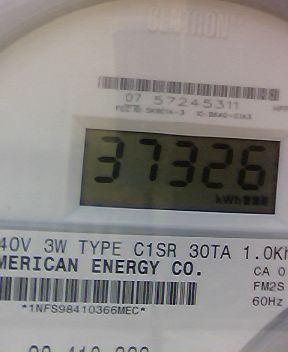 CENTRON
07 57245311
37326
kWh
40V 3W TYPE C1SR 30TA 1.0Kh
MERICAN ENERGY CO.
CA 0
FM2S
60Hz
*1NFS98410366MEC*